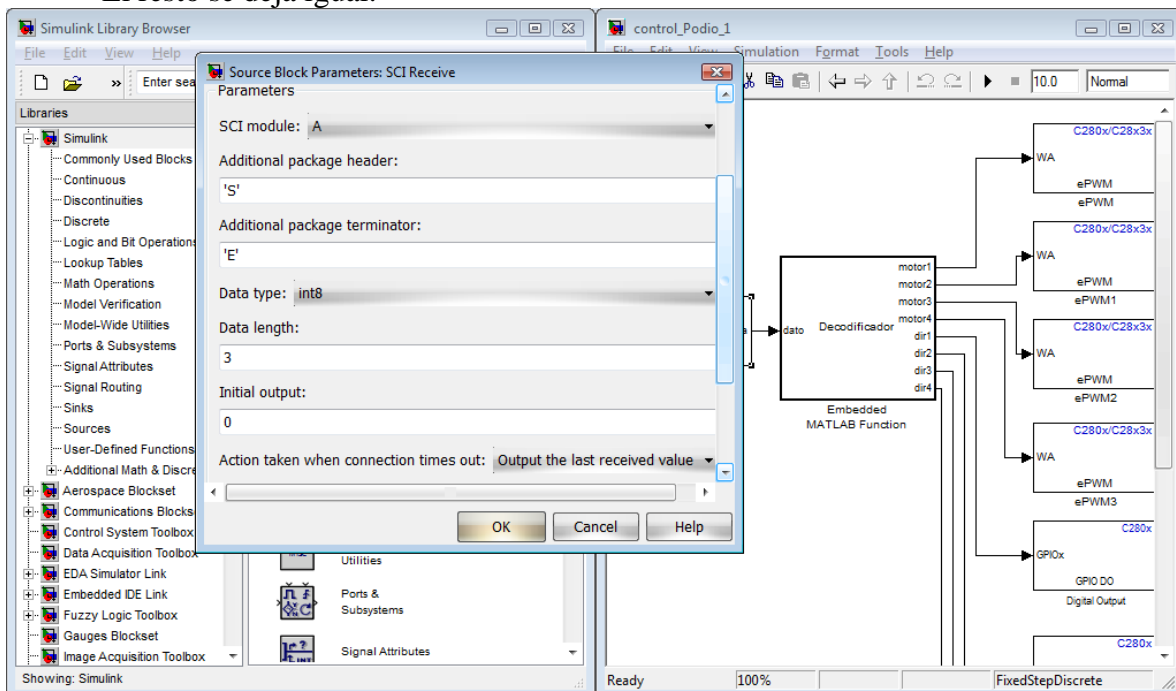 El resto se deja igual.
Simulink Library Browser
File Edit View Help
» Enter sea
Libraries
Simulink
Commonly Used Blocks
Continuous
Discontinuities
Discrete
Logic and Bit Operations
Lookup Tables
Math Operations
Model Verification
Model-Wide Utilities
Ports & Subsystems
Signal Attributes
Signal Routing
Sinks
Sources
User-Defined Functions
Additional Math & Discre
Aerospace Blockset
Communications Blocks
Control System Toolbox
Data Acquisition Toolbox
EDA Simulator Link
Embedded IDE Link
Fuzzy Logic Toolbox
Gauges Blockset
Image Acquisition Toolbox
Utilities
Ports &
Subsystems
Signal Attributes
Showing: Simulink
Source Block Parameters: SCI Receive
Parameters
SCI module: A
Additional package header:
'S'
Additional package terminator:
'E'
Data type: int8
Data length:
3
Initial output:
0
Action taken when connection times out: Output the last received value
OK Cancel Help
control_Podio_1
File Edit View Simulation Format Tools Help
10.0 Normal
dato Decodificador
motor1
motor2
motor3
motor4
dir1
dir2
dir3
dir4
Embedded
MATLAB Function
C280x/C28x3x
WA
ePWM
ePWM
C280x/C28x3x
WA
ePWM
ePWM1
C280x/C28x3x
WA
ePWM
ePWM2
C280x/C28x3x
WA
ePWM
ePWM3
C280x
GPIOx
GPIO DO
Digital Output
C280x
Ready 100% FixedStepDiscrete